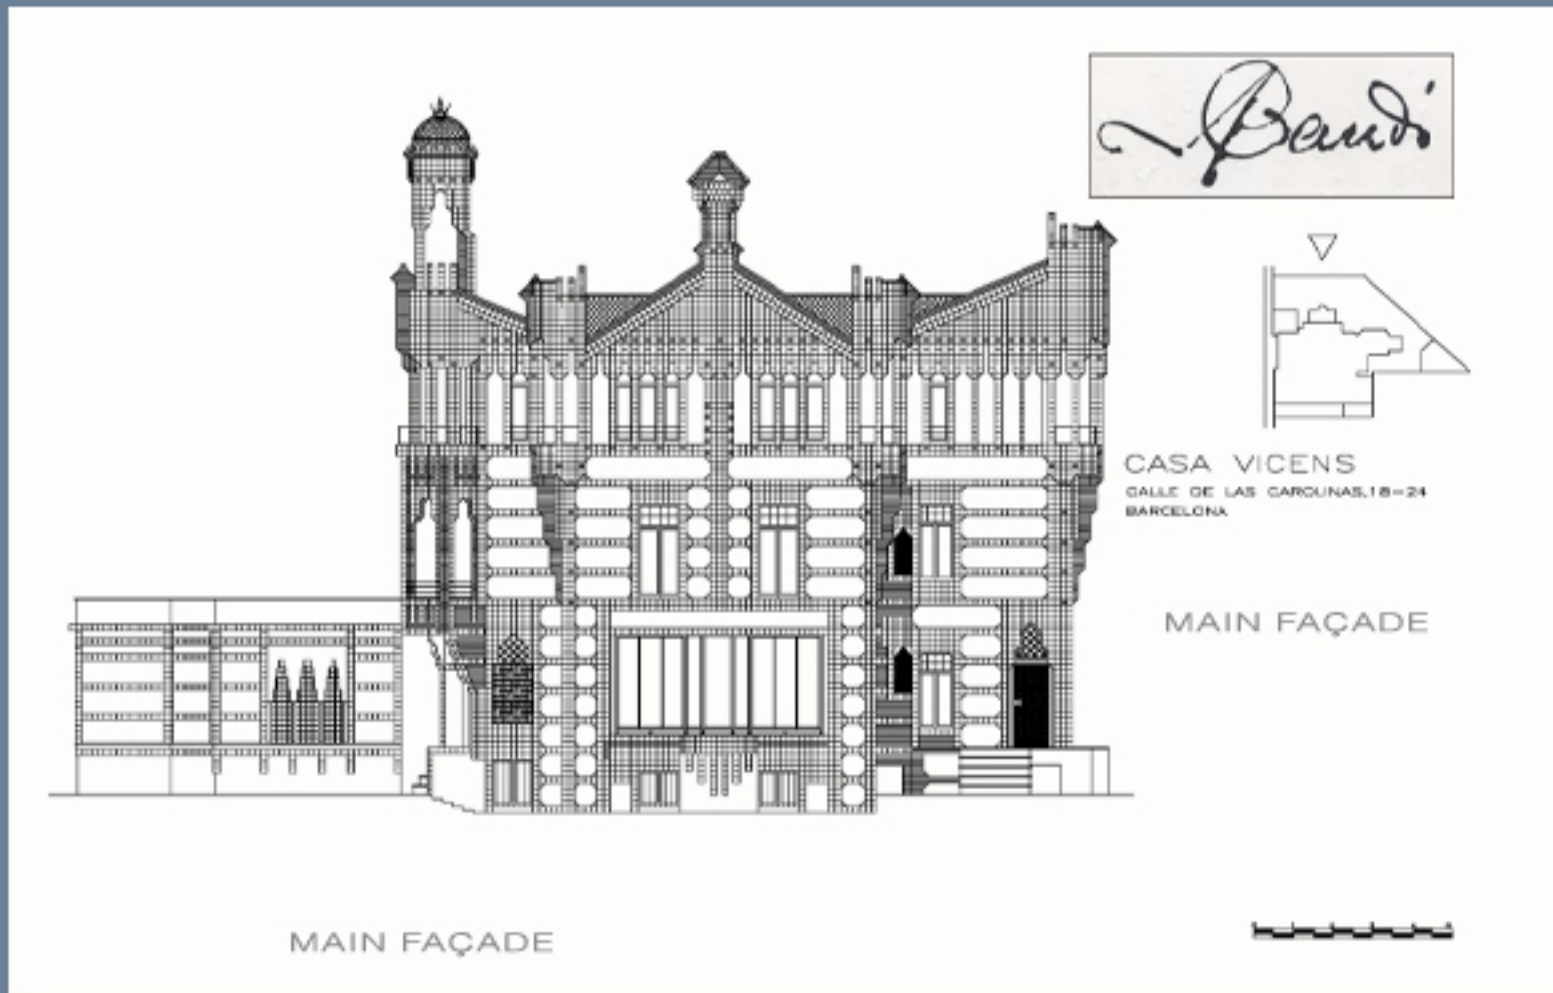 Gaudí
CASA VICENS
CALLE DE LAS CAROLINAS,18-24
BARCELONA
MAIN FAÇADE
MAIN FAÇADE